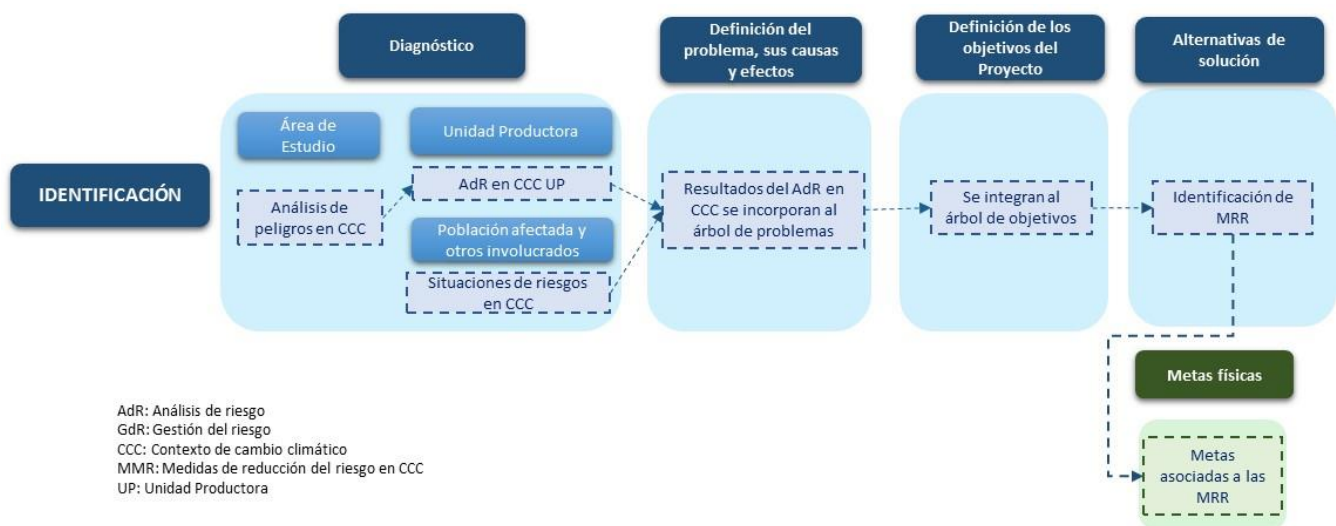 Diagnóstico
Definición del
problema, sus causas
y efectos
Definición de los
objetivos del
Proyecto
Alternativas de
solución
IDENTIFICACIÓN
Área de
Estudio
Análisis de
peligros en CCC
Unidad Productora
AdR en CCC UP
Población afectada y
otros involucrados
Situaciones de riesgos
en CCC
Resultados del AdR en
CCC se incorporan al
árbol de problemas
Se integran al
árbol de objetivos
Identificación de
MRR
Metas físicas
Metas
asociadas a las
MRR
AdR: Análisis de riesgo
GdR: Gestión del riesgo
CCC: Contexto de cambio climático
MMR: Medidas de reducción del riesgo en CCC
UP: Unidad Productora